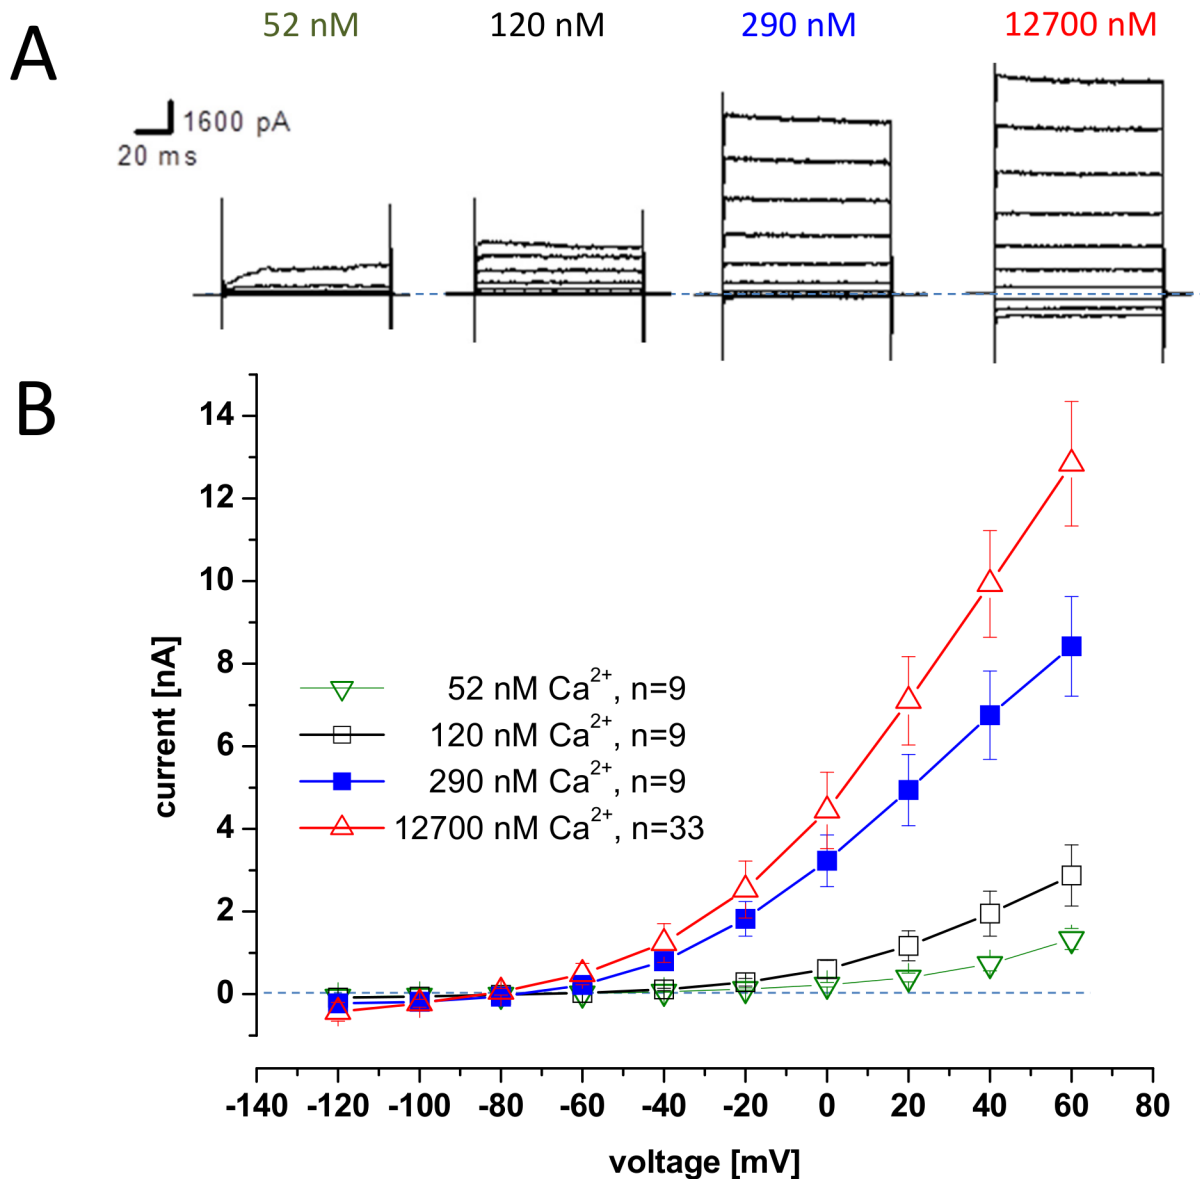 A
52 nM 120 nM 290 nM 12700 nM
1600 pA
20 ms
B
14
12
10
8
6
4
2
0
current [nA]
52 nM Ca²⁺, n=9
120 nM Ca²⁺, n=9
290 nM Ca²⁺, n=9
12700 nM Ca²⁺, n=33
-140 -120 -100 -80 -60 -40 -20 0 20 40 60 80
voltage [mV]